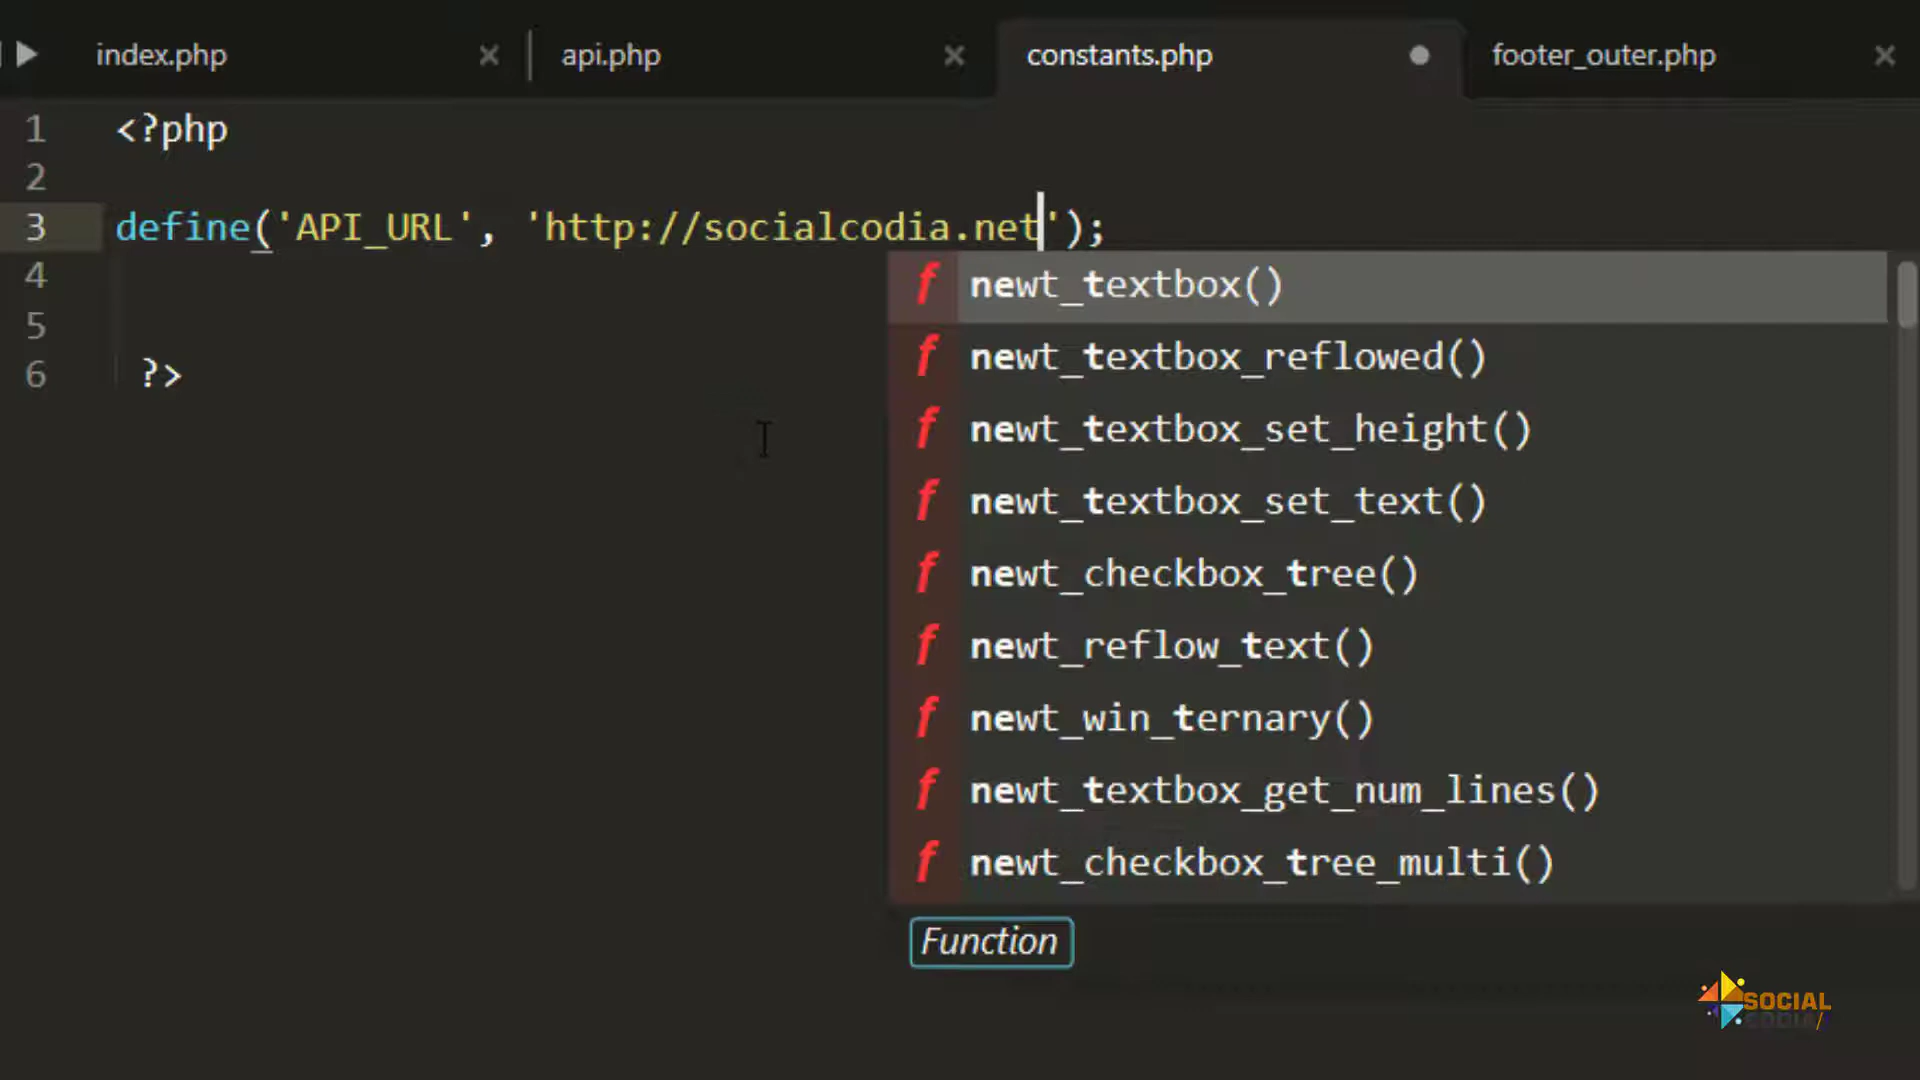 index.php
api.php
constants.php
footer_outer.php
1 <?php
2
3 define('API_URL', 'http://socialcodia.net');
4
5
6 ?>
f newt_textbox()
f newt_textbox_reflowed()
f newt_textbox_set_height()
f newt_textbox_set_text()
f newt_checkbox_tree()
f newt_reflow_text()
f newt_win_ternary()
f newt_textbox_get_num_lines()
f newt_checkbox_tree_multi()
Function
SOCIAL
CODIA/